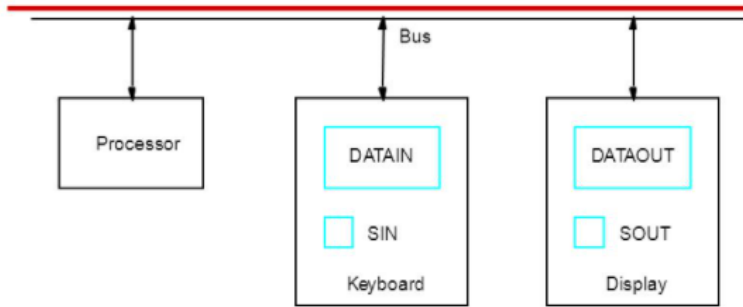 Bus
Processor
DATAIN
DATAOUT
SIN
SOUT
Keyboard
Display